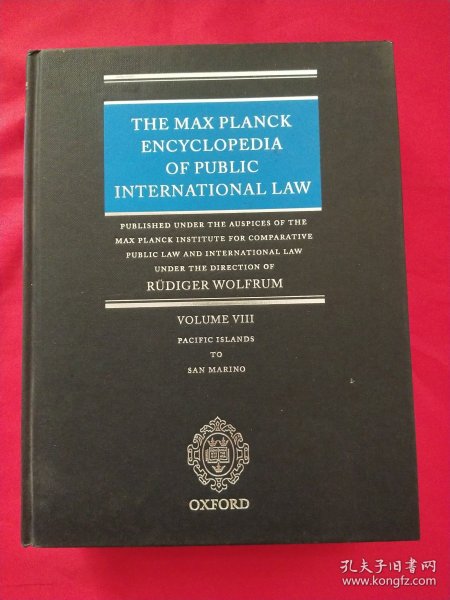 THE MAX PLANCK
ENCYCLOPEDIA
OF PUBLIC
INTERNATIONAL LAW
PUBLISHED UNDER THE AUSPICES OF THE
MAX PLANCK INSTITUTE FOR COMPARATIVE
PUBLIC LAW AND INTERNATIONAL LAW
UNDER THE DIRECTION OF
RÜDIGER WOLFRUM
VOLUME VIII
PACIFIC ISLANDS
TO
SAN MARINO
OXFORD
孔夫子旧书网
www.kongfz.com